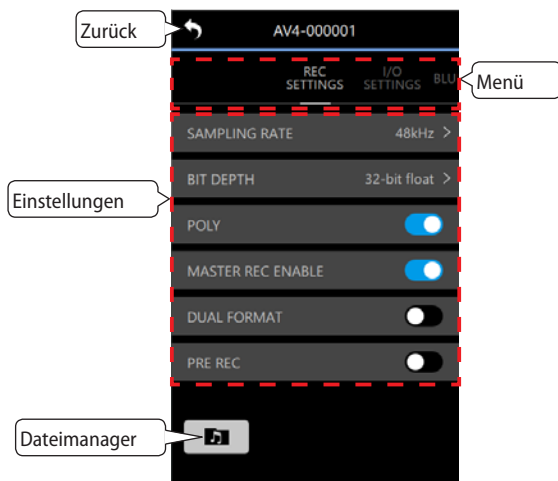 Zurück
AV4-000001
REC
SETTINGS
I/O
SETTINGS
BLU
Menü
SAMPLING RATE 48kHz >
Einstellungen
BIT DEPTH 32-bit float >
POLY
MASTER REC ENABLE
DUAL FORMAT
PRE REC
Dateimanager